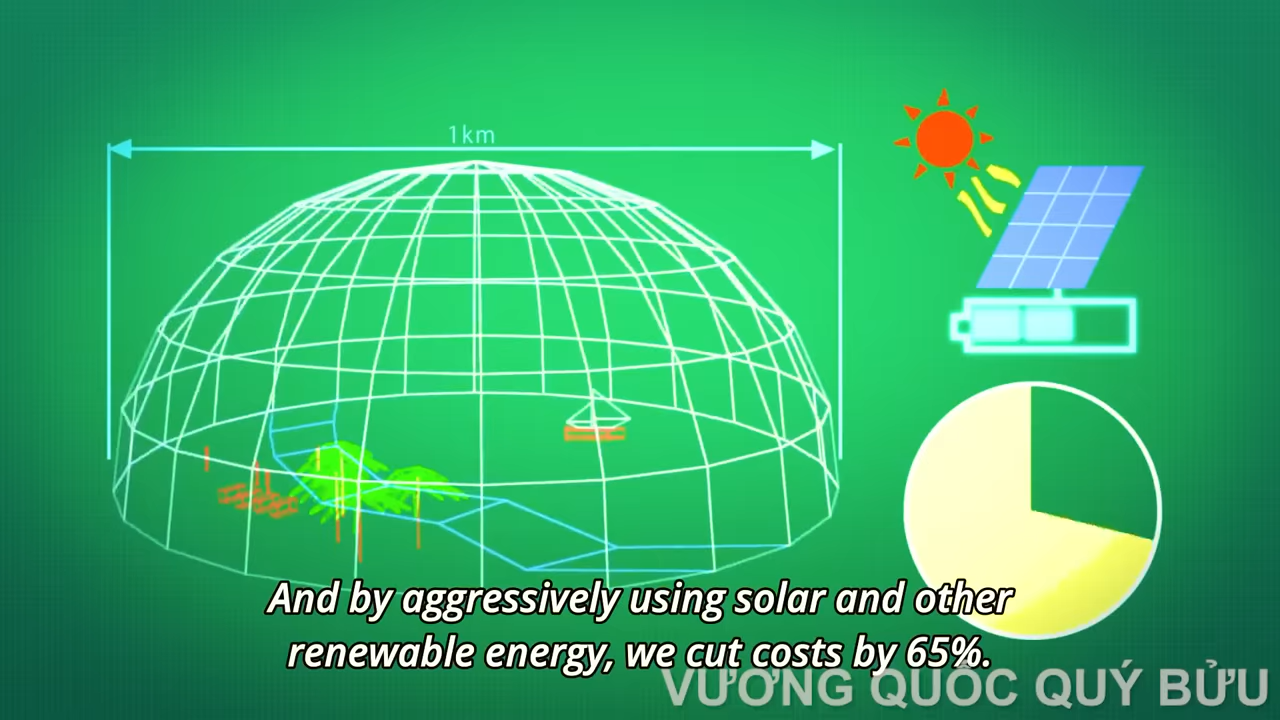 1km
And by aggressively using solar and other
renewable energy, we cut costs by 65%.
VƯƠNG QUỐC QUÝ BỬU